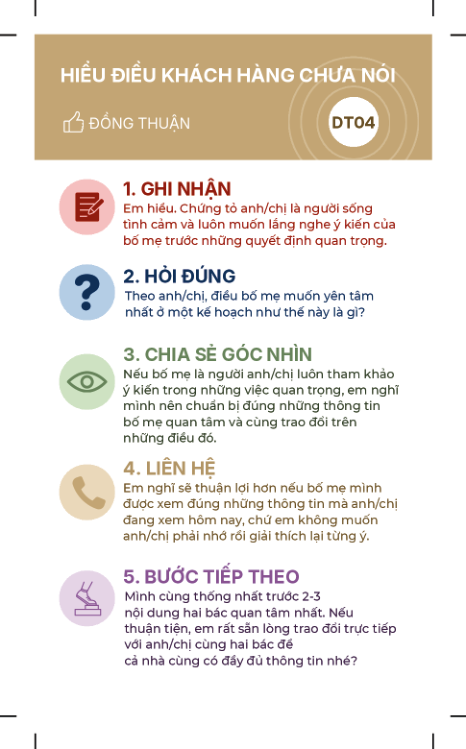 HIỂU ĐIỀU KHÁCH HÀNG CHƯA NÓI
ĐỒNG THUẬN
DT04
1. GHI NHẬN
Em hiểu. Chứng tỏ anh/chị là người sống
tình cảm và luôn muốn lắng nghe ý kiến của
bố mẹ trước những quyết định quan trọng.
2. HỎI ĐÚNG
Theo anh/chị, điều bố mẹ muốn yên tâm
nhất ở một kế hoạch như thế này là gì?
3. CHIA SẺ GÓC NHÌN
Nếu bố mẹ là người anh/chị luôn tham khảo
ý kiến trong những việc quan trọng, em nghĩ
mình nên chuẩn bị đúng những thông tin
bố mẹ quan tâm và cùng trao đổi trên
những điều đó.
4. LIÊN HỆ
Em nghĩ sẽ thuận lợi hơn nếu bố mẹ mình
được xem đúng những thông tin mà anh/chị
đang xem hôm nay, chứ em không muốn
anh/chị phải nhớ rồi giải thích lại từng ý.
5. BƯỚC TIẾP THEO
Mình cùng thống nhất trước 2-3
nội dung hai bác quan tâm nhất. Nếu
thuận tiện, em rất sẵn lòng trao đổi trực tiếp
với anh/chị cùng hai bác để
cả nhà cùng có đầy đủ thông tin nhé?